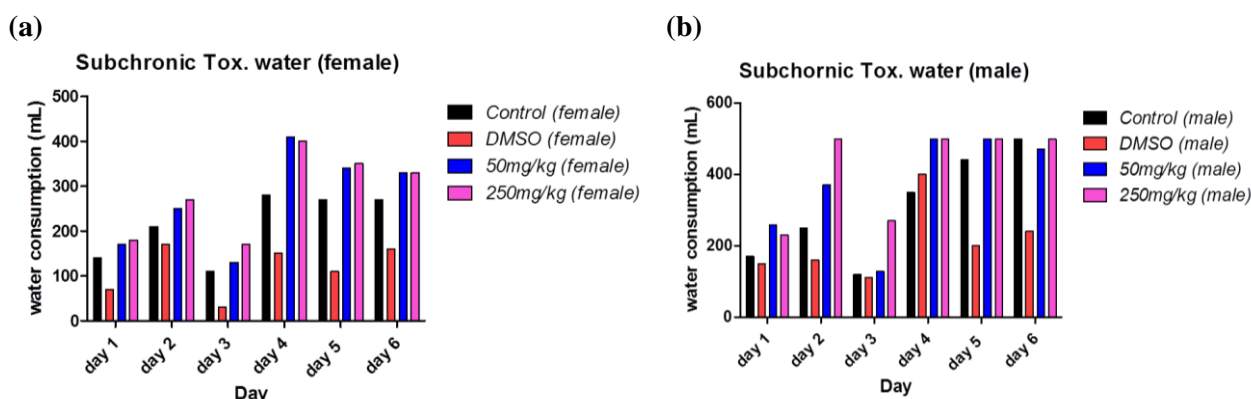 (a)
Subchronic Tox. water (female)
water consumption (mL)
500
400
300
200
100
0
day 1
day 2
day 3
day 4
day 5
day 6
Day
Control (female)
DMSO (female)
50mg/kg (female)
250mg/kg (female)
(b)
Subchornic Tox. water (male)
water consumption (mL)
600
400
200
0
day 1
day 2
day 3
day 4
day 5
day 6
Day
Control (male)
DMSO (male)
50mg/kg (male)
250mg/kg (male)